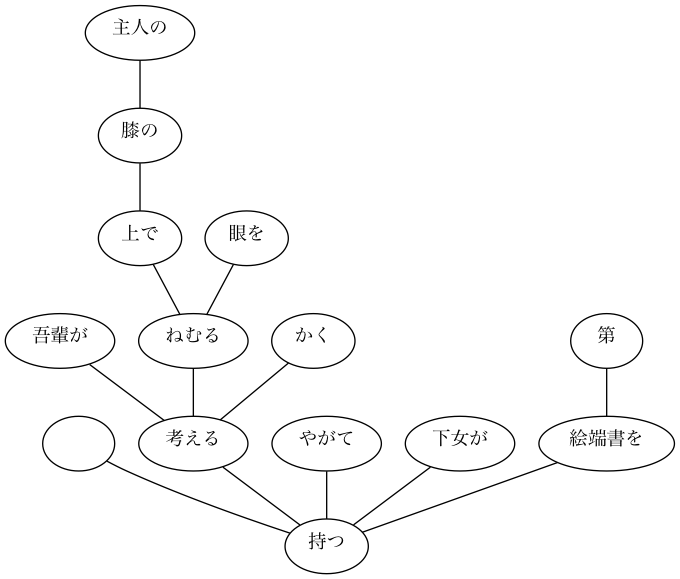 主人の
膝の
上で
眼を
吾輩が
ねむる
かく
第
考える
やがて
下女が
絵端書を
持つ